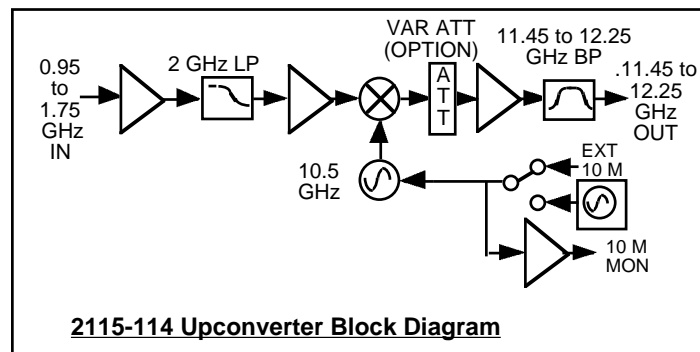 VAR ATT
(OPTION)
11.45 to 12.25
GHz BP
2 GHz LP
0.95
to
1.75
GHz
IN
A
T
T
.11.45 to
12.25
GHz
OUT
10.5
GHz
EXT
10 M
10 M
MON
2115-114 Upconverter Block Diagram